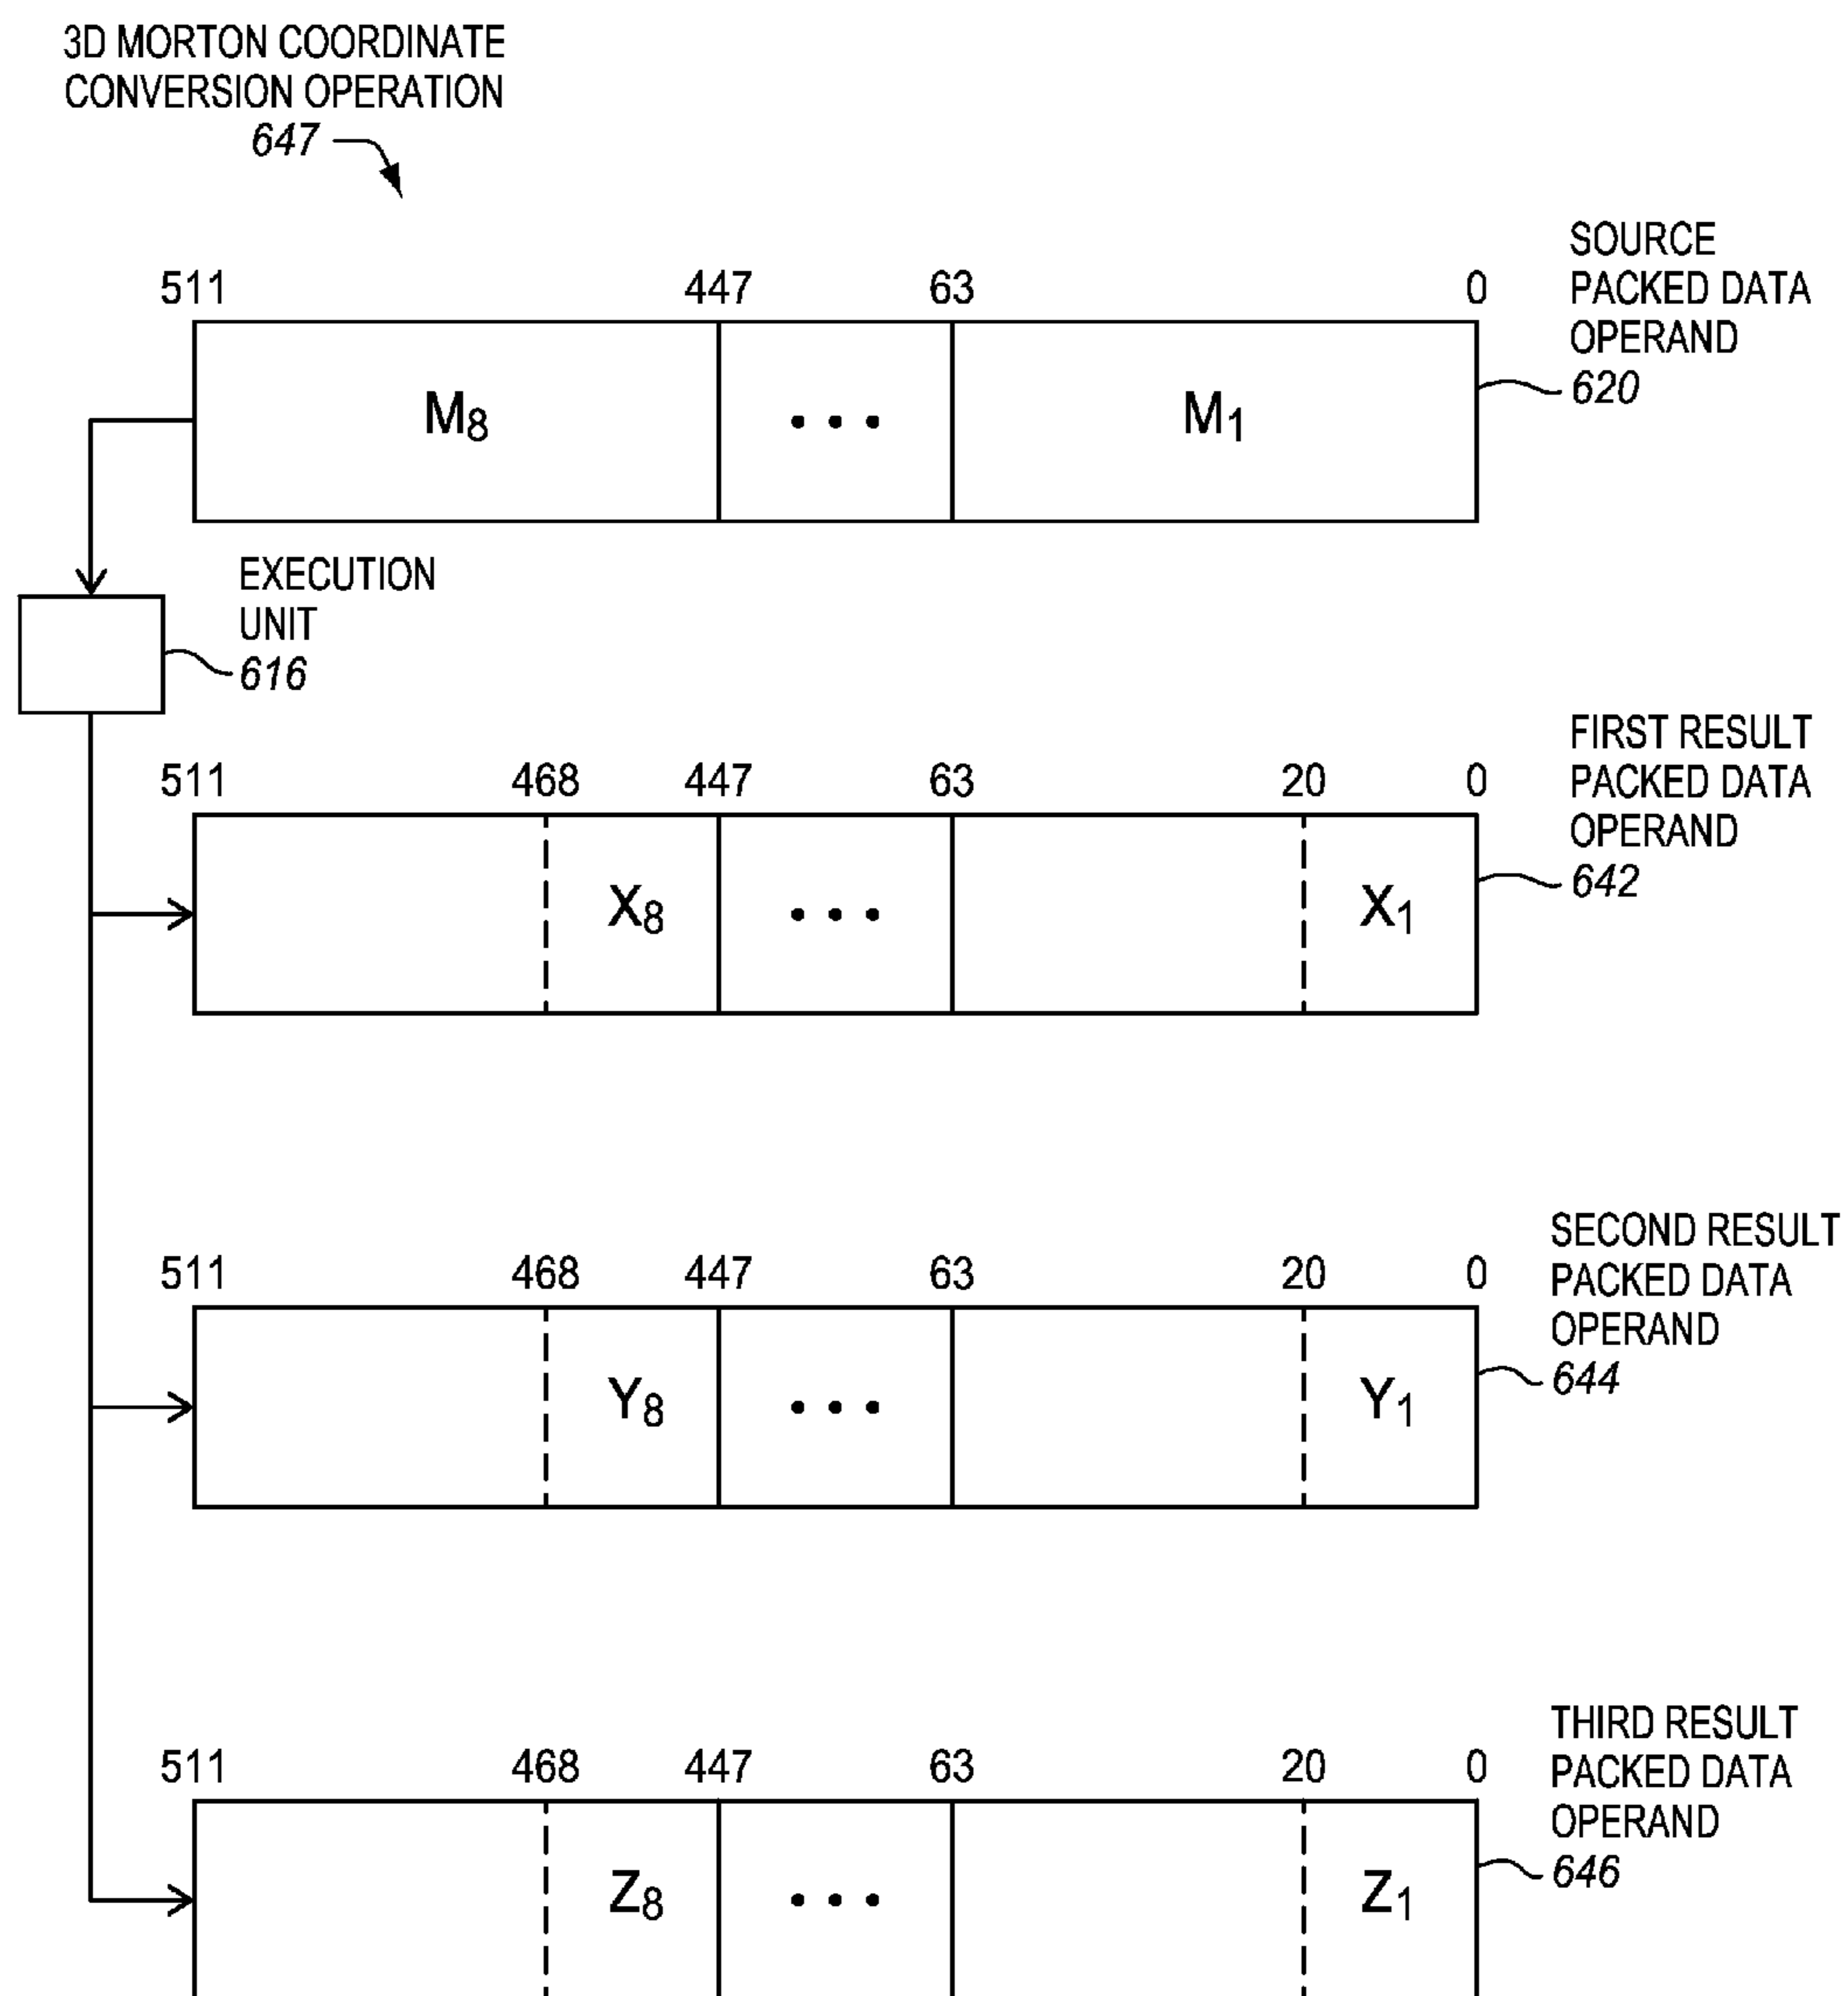 3D MORTON COORDINATE
CONVERSION OPERATION
647
511 447 63 0
SOURCE
PACKED DATA
OPERAND
620
M8 • • • M1
EXECUTION
UNIT
616
511 468 447 63 20 0
FIRST RESULT
PACKED DATA
OPERAND
642
X8 • • • X1
511 468 447 63 20 0
SECOND RESULT
PACKED DATA
OPERAND
644
Y8 • • • Y1
511 468 447 63 20 0
THIRD RESULT
PACKED DATA
OPERAND
646
Z8 • • • Z1